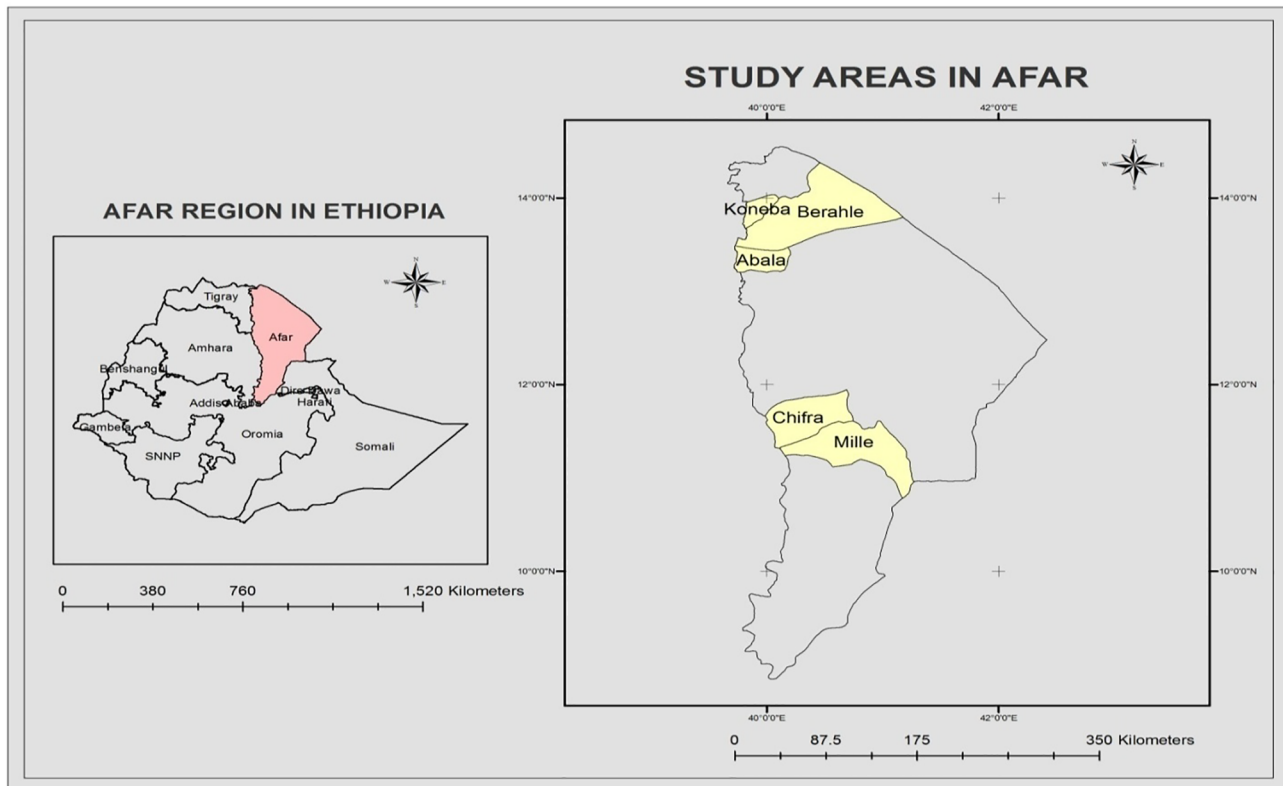 STUDY AREAS IN AFAR
AFAR REGION IN ETHIOPIA
N
W E
S
Tigray
Afar
Amhara
Benshangul
Dire Dawa
Addis Ababa
Harari
Gambela
Oromia
SNNP
Somali
0 380 760 1,520 Kilometers
40°0'0"E 42°0'0"E
N
W E
S
14°0'0"N 14°0'0"N
Koneba Berahle
Abala
12°0'0"N 12°0'0"N
Chifra
Mille
10°0'0"N 10°0'0"N
40°0'0"E 42°0'0"E
0 87.5 175 350 Kilometers